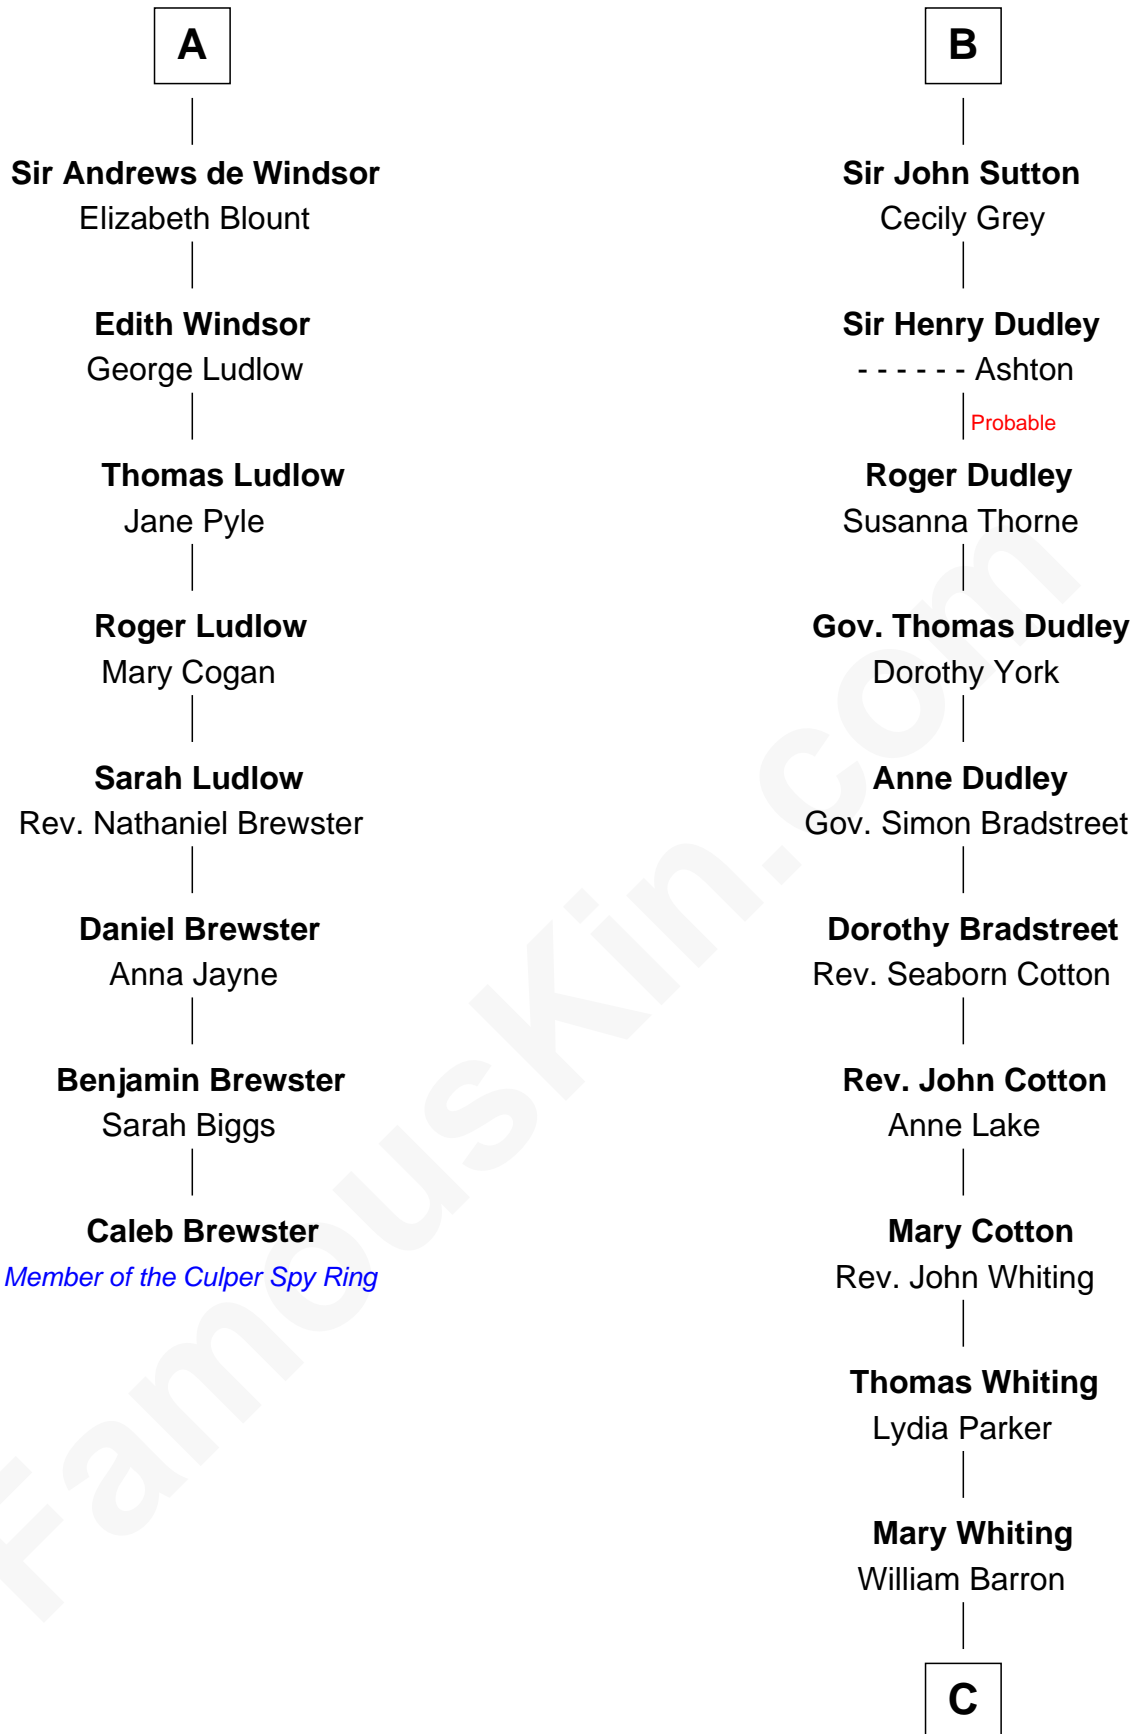 A
Sir Andrews de Windsor
Elizabeth Blount
Edith Windsor
George Ludlow
Thomas Ludlow
Jane Pyle
Roger Ludlow
Mary Cogan
Sarah Ludlow
Rev. Nathaniel Brewster
Daniel Brewster
Anna Jayne
Benjamin Brewster
Sarah Biggs
Caleb Brewster
Member of the Culper Spy Ring
B
Sir John Sutton
Cecily Grey
Sir Henry Dudley
- - - - - - Ashton
Probable
Roger Dudley
Susanna Thorne
Gov. Thomas Dudley
Dorothy York
Anne Dudley
Gov. Simon Bradstreet
Dorothy Bradstreet
Rev. Seaborn Cotton
Rev. John Cotton
Anne Lake
Mary Cotton
Rev. John Whiting
Thomas Whiting
Lydia Parker
Mary Whiting
William Barron
C
FamousKin.com